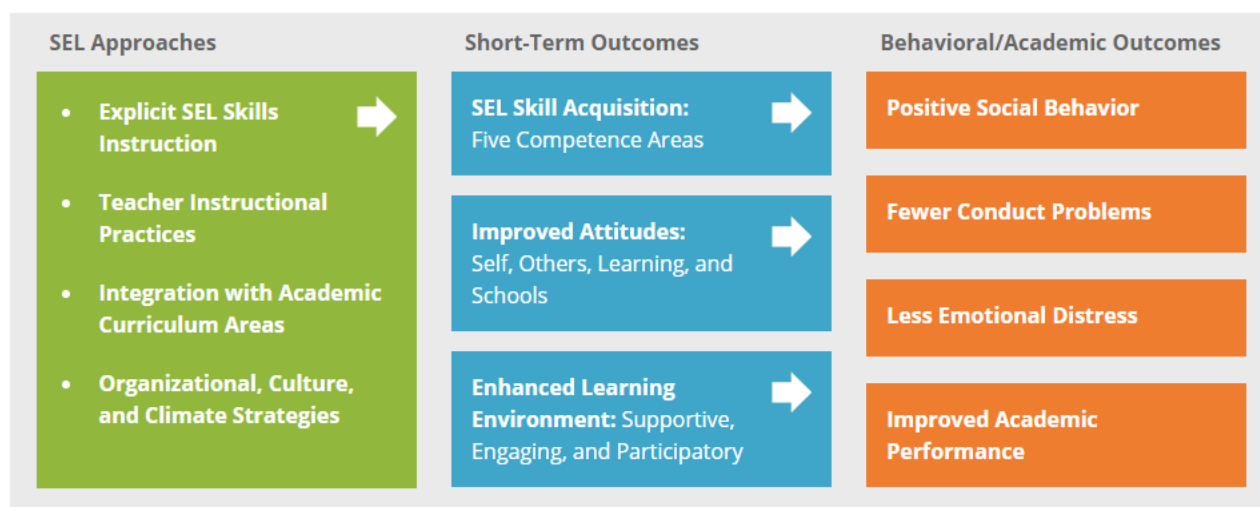 SEL Approaches
• Explicit SEL Skills
Instruction
• Teacher Instructional
Practices
• Integration with Academic
Curriculum Areas
• Organizational, Culture,
and Climate Strategies
Short-Term Outcomes
SEL Skill Acquisition:
Five Competence Areas
Improved Attitudes:
Self, Others, Learning, and
Schools
Enhanced Learning
Environment: Supportive,
Engaging, and Participatory
Behavioral/Academic Outcomes
Positive Social Behavior
Fewer Conduct Problems
Less Emotional Distress
Improved Academic
Performance